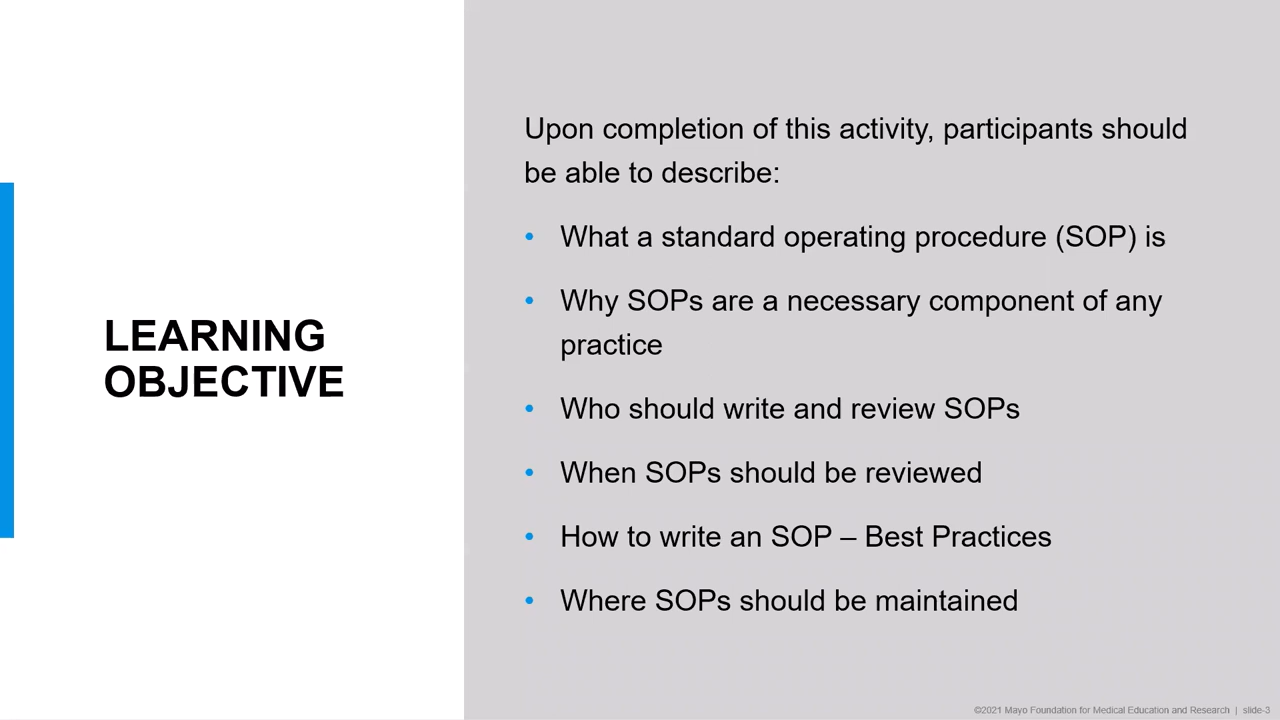 LEARNING
OBJECTIVE
Upon completion of this activity, participants should
be able to describe:
• What a standard operating procedure (SOP) is
• Why SOPs are a necessary component of any
practice
• Who should write and review SOPs
• When SOPs should be reviewed
• How to write an SOP – Best Practices
• Where SOPs should be maintained
©2021 Mayo Foundation for Medical Education and Research | slide-3